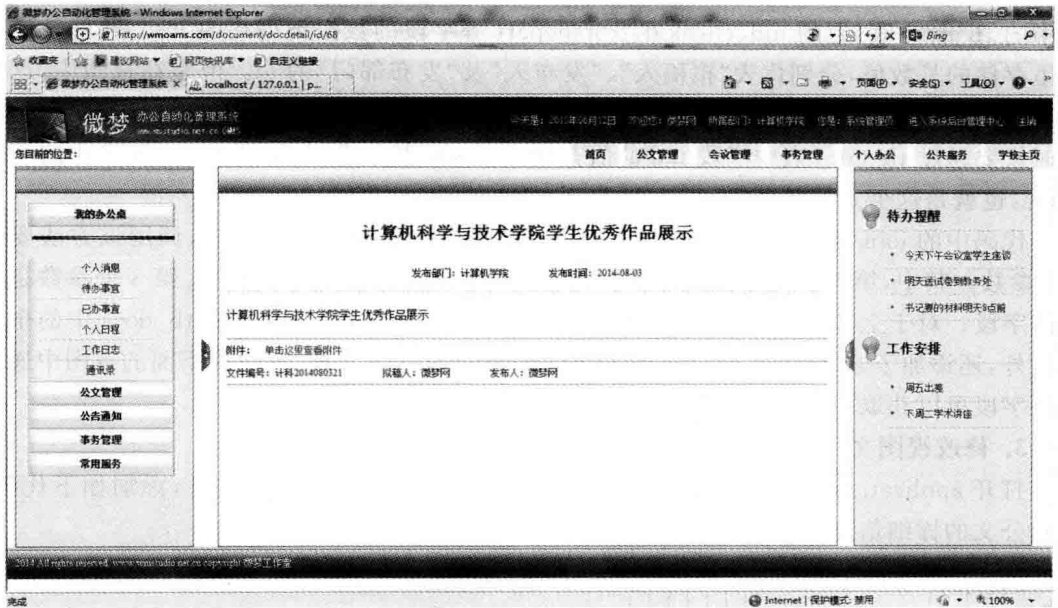 微梦办公自动化管理系统 - Windows Internet Explorer
http://wmoams.com/document/docdetail/id/68
Bing
收藏夹 建议网站 网页快讯库 自定义链接
微梦办公自动化管理系统 localhost / 127.0.0.1 | p...
页面(P) 安全(S) 工具(O)
微梦 办公自动化管理系统
您目前的位置: 首页 公文管理 会议管理 事务管理 个人办公 公共服务 学校主页
我的办公桌
个人消息
待办事宜
已办事宜
个人日程
工作日志
通讯录
公文管理
公告通知
事务管理
常用服务
计算机科学与技术学院学生优秀作品展示
发布部门: 计算机学院 发布时间: 2014-08-03
计算机科学与技术学院学生优秀作品展示
附件: 单击这里查看附件
文件编号: 计科2014080321 拟稿人: 微梦网 发布人: 微梦网
待办提醒
今天下午会议室学生座谈
明天送试卷到教务处
书记要的材料明天9点前
工作安排
周五出差
下周二学术讲座
2014 All rights reserved. copyright 微梦工作室
完成 Internet | 保护模式: 禁用 100%